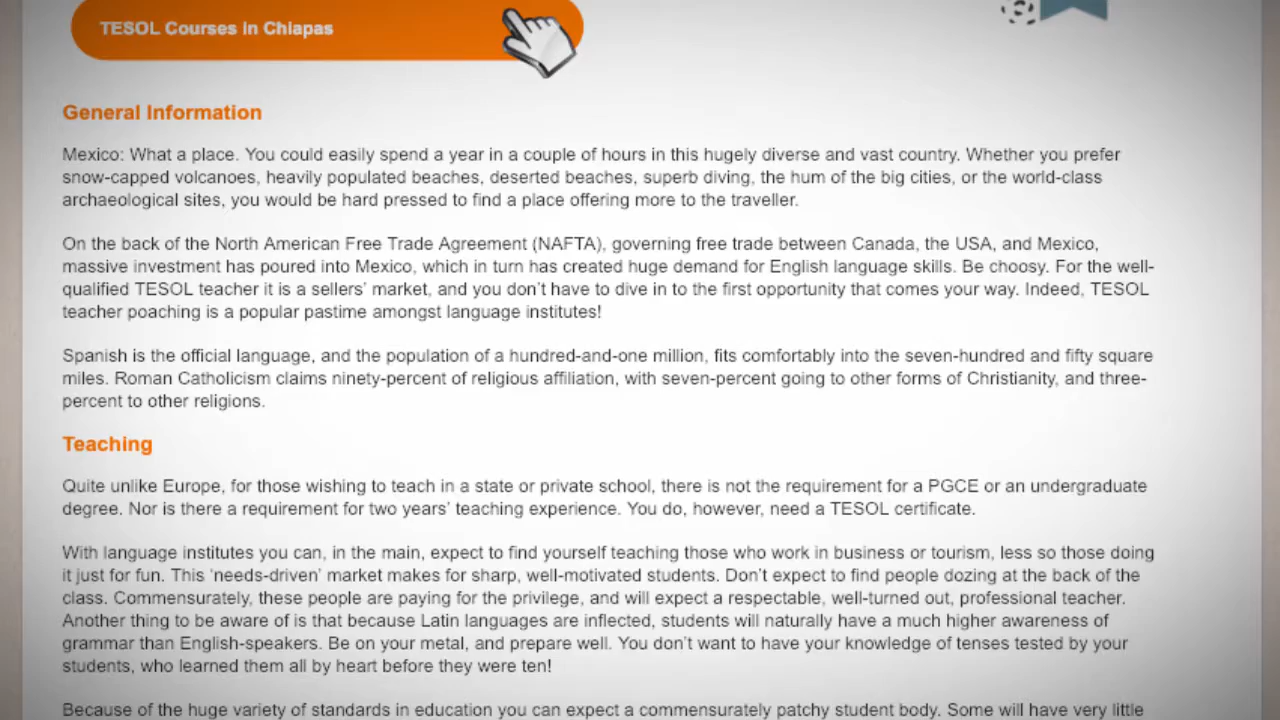 TESOL Courses in Chiapas
General Information
Mexico: What a place. You could easily spend a year in a couple of hours in this hugely diverse and vast country. Whether you prefer
snow-capped volcanoes, heavily populated beaches, deserted beaches, superb diving, the hum of the big cities, or the world-class
archaeological sites, you would be hard pressed to find a place offering more to the traveller.
On the back of the North American Free Trade Agreement (NAFTA), governing free trade between Canada, the USA, and Mexico,
massive investment has poured into Mexico, which in turn has created huge demand for English language skills. Be choosy. For the well-
qualified TESOL teacher it is a sellers' market, and you don't have to dive in to the first opportunity that comes your way. Indeed, TESOL
teacher poaching is a popular pastime amongst language institutes!
Spanish is the official language, and the population of a hundred-and-one million, fits comfortably into the seven-hundred and fifty square
miles. Roman Catholicism claims ninety-percent of religious affiliation, with seven-percent going to other forms of Christianity, and three-
percent to other religions.
Teaching
Quite unlike Europe, for those wishing to teach in a state or private school, there is not the requirement for a PGCE or an undergraduate
degree. Nor is there a requirement for two years' teaching experience. You do, however, need a TESOL certificate.
With language institutes you can, in the main, expect to find yourself teaching those who work in business or tourism, less so those doing
it just for fun. This 'needs-driven' market makes for sharp, well-motivated students. Don't expect to find people dozing at the back of the
class. Commensurately, these people are paying for the privilege, and will expect a respectable, well-turned out, professional teacher.
Another thing to be aware of is that because Latin languages are inflected, students will naturally have a much higher awareness of
grammar than English-speakers. Be on your metal, and prepare well. You don't want to have your knowledge of tenses tested by your
students, who learned them all by heart before they were ten!
Because of the huge variety of standards in education you can expect a commensurately patchy student body. Some will have very little